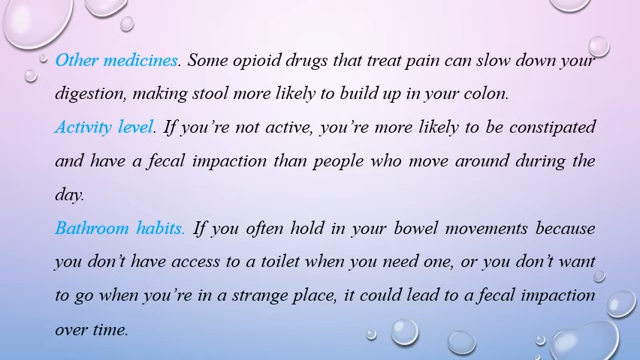 Other medicines. Some opioid drugs that treat pain can slow down your
digestion, making stool more likely to build up in your colon.
Activity level. If you’re not active, you’re more likely to be constipated
and have a fecal impaction than people who move around during the
day.
Bathroom habits. If you often hold in your bowel movements because
you don’t have access to a toilet when you need one, or you don’t want
to go when you’re in a strange place, it could lead to a fecal impaction
over time.